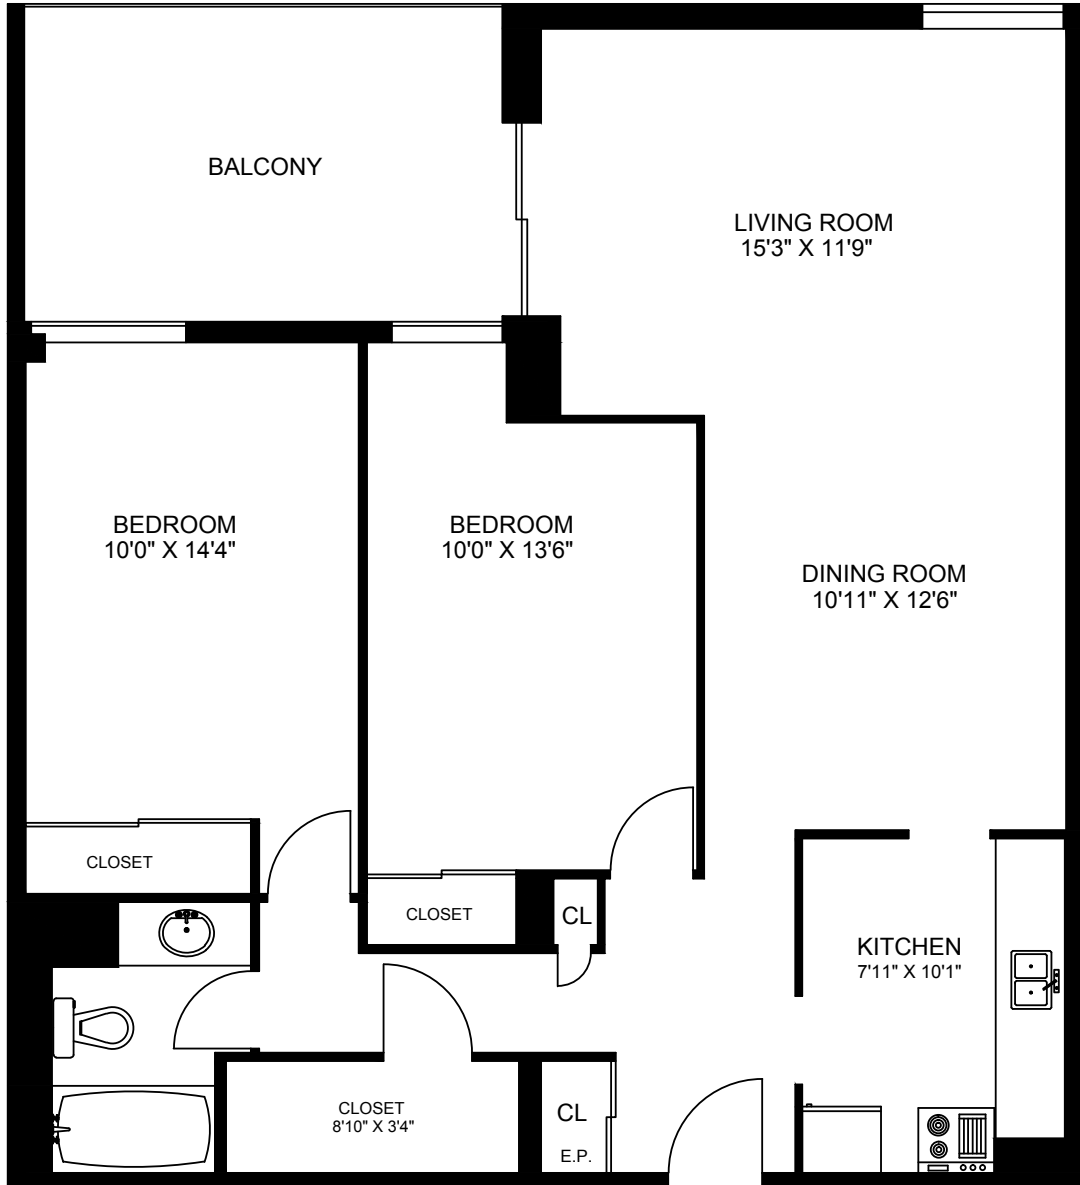 BALCONY
LIVING ROOM
15'3" X 11'9"
BEDROOM
10'0" X 14'4"
BEDROOM
10'0" X 13'6"
DINING ROOM
10'11" X 12'6"
CLOSET
CLOSET
CL
KITCHEN
7'11" X 10'1"
CLOSET
8'10" X 3'4"
CL
E.P.